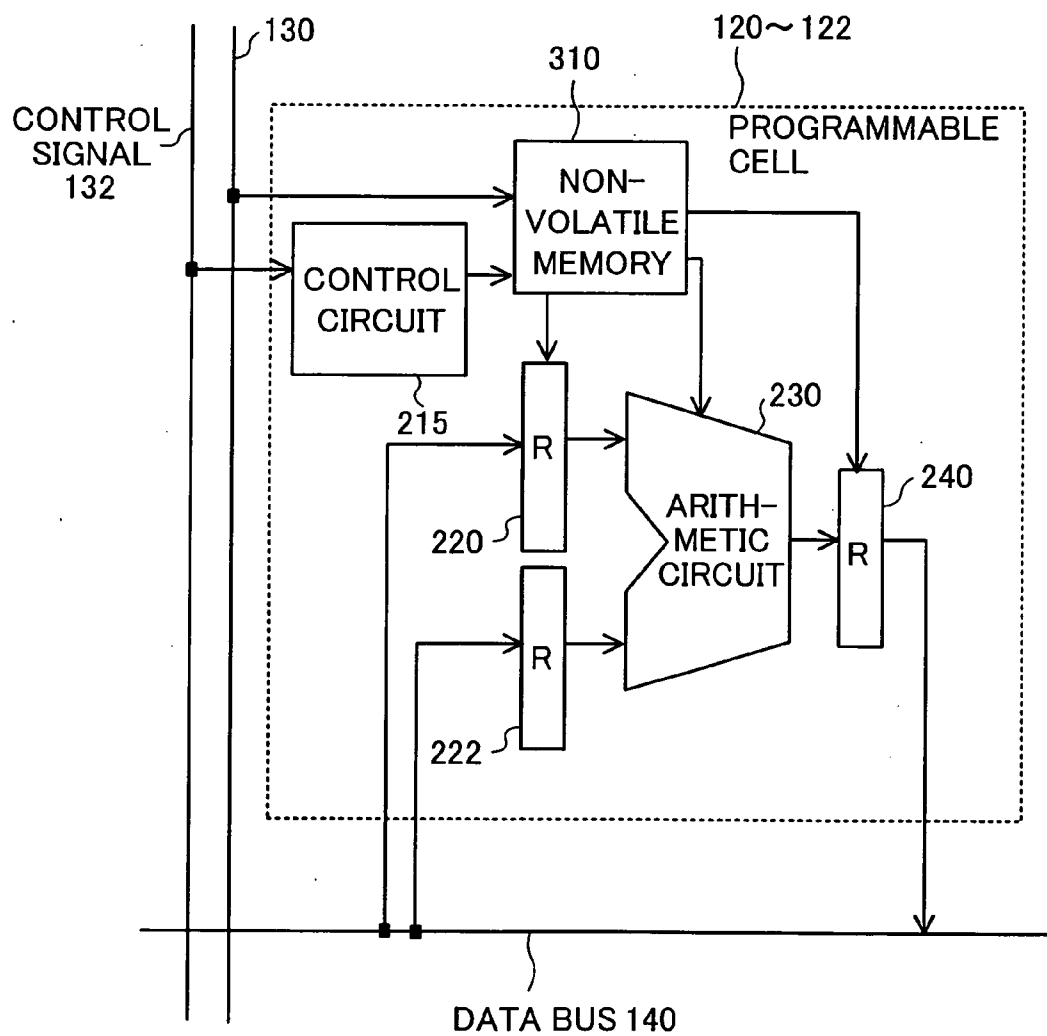 130
120～122
310
CONTROL
SIGNAL
132
PROGRAMMABLE
CELL
NON-
VOLATILE
MEMORY
CONTROL
CIRCUIT
215
230
R
220
240
ARITH-
METIC
CIRCUIT
R
R
222
DATA BUS 140